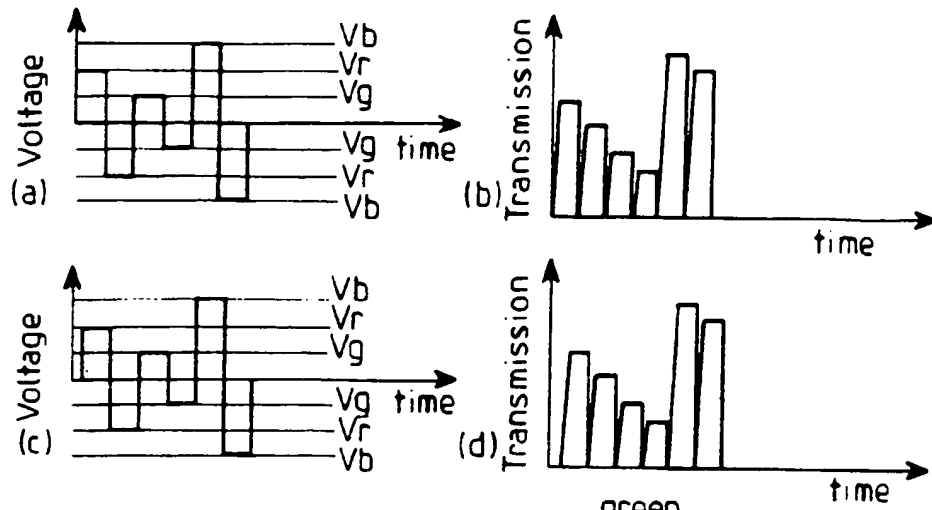 Vb
Vr
Vg
Vg
Vr
Vb
Voltage
time
(a)
Transmission
(b)
time
Vb
Vr
Vg
Vg
Vr
Vb
Voltage
time
(c)
Transmission
(d)
time
green